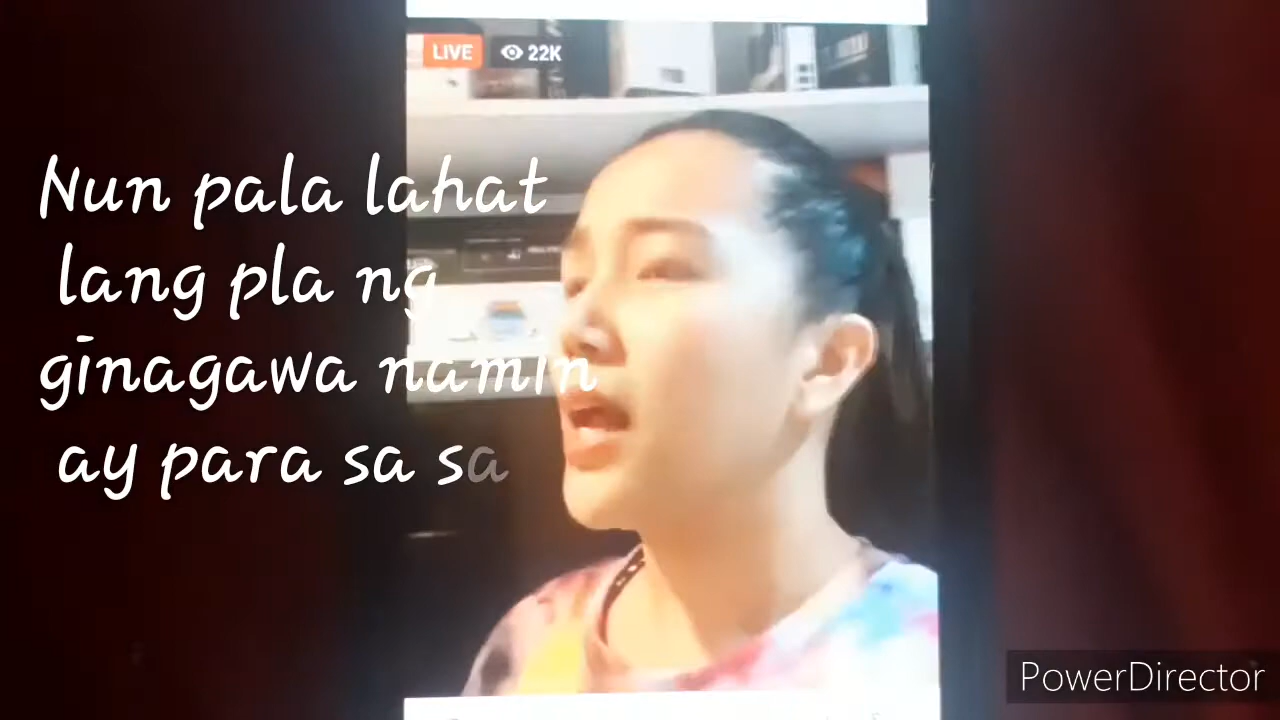 LIVE 22K
Nun pala lahat
lang pla ng
ginagawa namin
ay para sa sa
PowerDirector